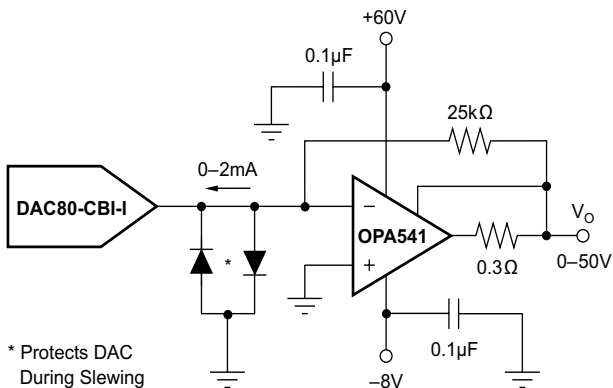 +60V
0.1µF
25kΩ
0–2mA
DAC80-CBI-I
–
OPA541
+
*
0.3Ω
VO
0–50V
0.1µF
–8V
* Protects DAC
During Slewing